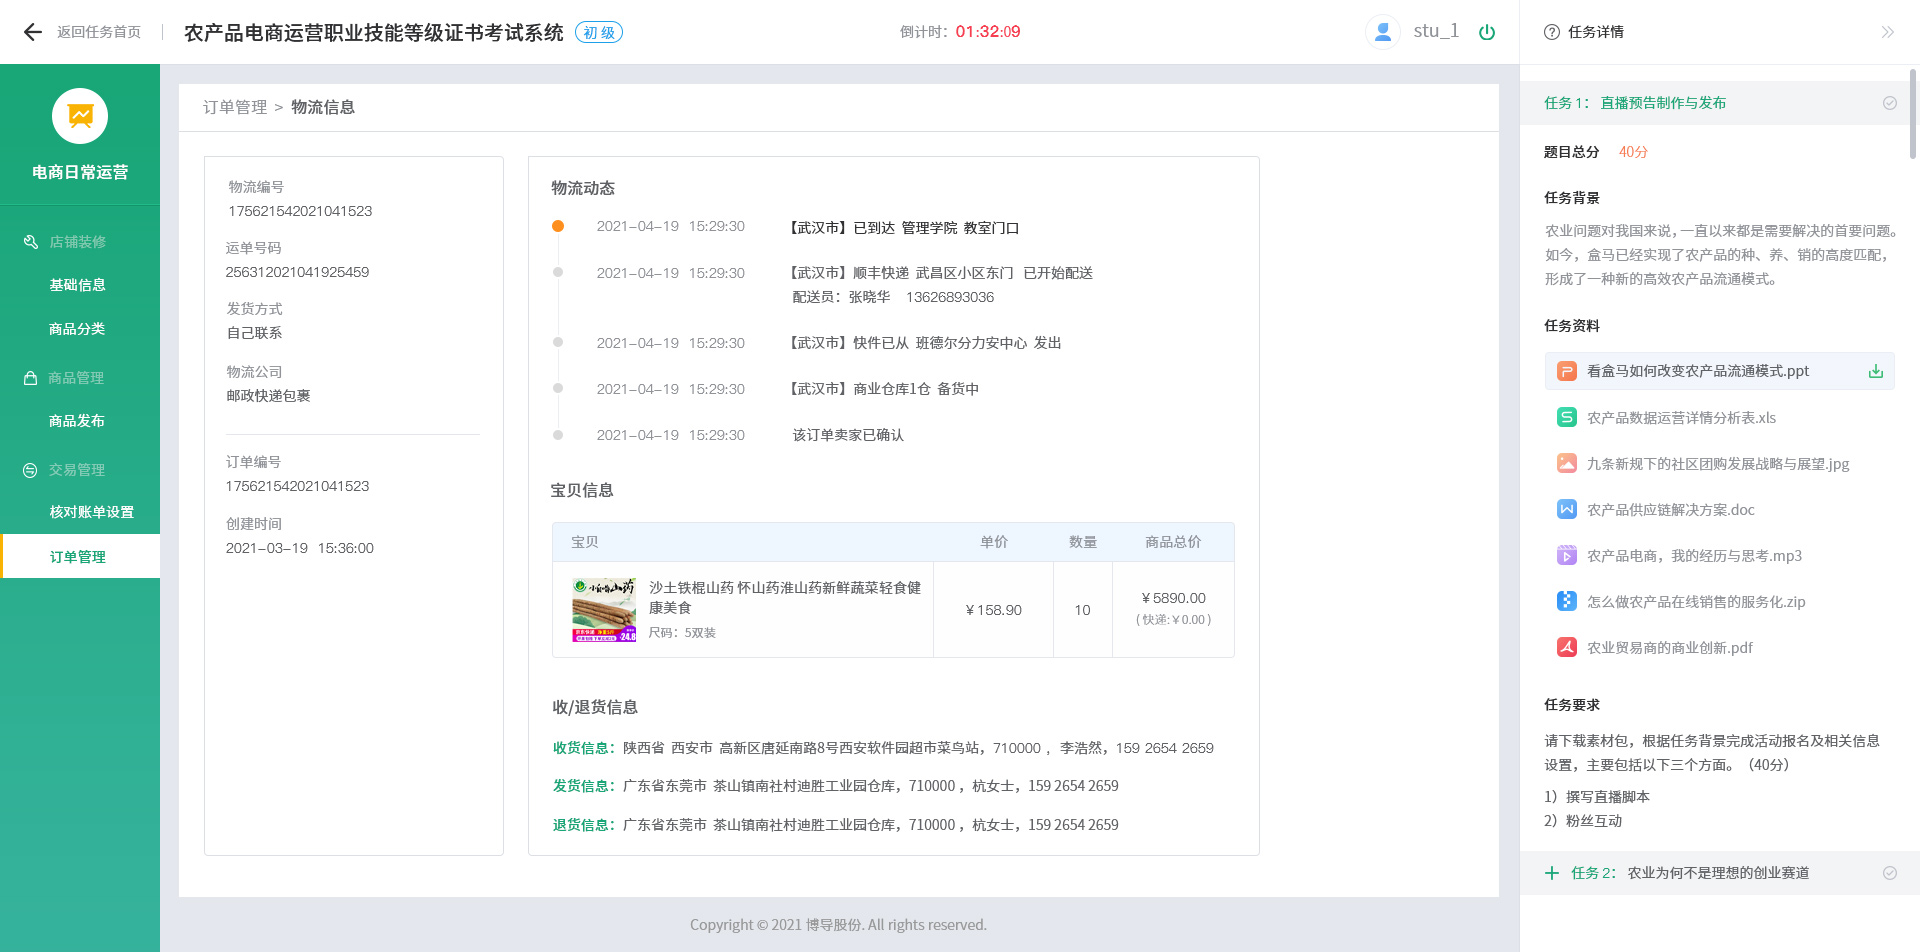 返回任务首页
农产品电商运营职业技能等级证书考试系统 初级
倒计时：01:32:09
stu_1
任务详情
电商日常运营
店铺装修
基础信息
商品分类
商品管理
商品发布
交易管理
核对账单设置
订单管理
订单管理 > 物流信息
物流编号
175621542021041523
运单号码
256312021041925459
发货方式
自己联系
物流公司
邮政快递包裹
订单编号
175621542021041523
创建时间
2021-03-19 15:36:00
物流动态
2021-04-19 15:29:30 【武汉市】已到达 管理学院 教室门口
2021-04-19 15:29:30 【武汉市】顺丰快递 武昌区小区东门 已开始配送
配送员：张晓华 13626893036
2021-04-19 15:29:30 【武汉市】快件已从 班德尔分力安中心 发出
2021-04-19 15:29:30 【武汉市】商业仓库1仓 备货中
2021-04-19 15:29:30 该订单卖家已确认
宝贝信息
宝贝 单价 数量 商品总价
沙土铁棍山药 怀山药淮山药新鲜蔬菜轻食健
康美食
尺码：5双装
¥158.90
10
¥5890.00
(快递:¥0.00)
收/退货信息
收货信息：陕西省 西安市 高新区唐延南路8号西安软件园超市菜鸟站，710000 ，李浩然，159 2654 2659
发货信息：广东省东莞市 茶山镇南社村迪胜工业园仓库，710000 ，杭女士，159 2654 2659
退货信息：广东省东莞市 茶山镇南社村迪胜工业园仓库，710000 ，杭女士，159 2654 2659
Copyright © 2021 博导股份. All rights reserved.
任务 1： 直播预告制作与发布
题目总分 40分
任务背景
农业问题对我国来说，一直以来都是需要解决的首要问题。
如今，盒马已经实现了农产品的种、养、销的高度匹配，
形成了一种新的高效农产品流通模式。
任务资料
看盒马如何改变农产品流通模式.ppt
农产品数据运营详情分析表.xls
九条新规下的社区团购发展战略与展望.jpg
农产品供应链解决方案.doc
农产品电商，我的经历与思考.mp3
怎么做农产品在线销售的服务化.zip
农业贸易商的商业创新.pdf
任务要求
请下载素材包，根据任务背景完成活动报名及相关信息
设置，主要包括以下三个方面。（40分）
1）撰写直播脚本
2）粉丝互动
任务 2： 农业为何不是理想的创业赛道